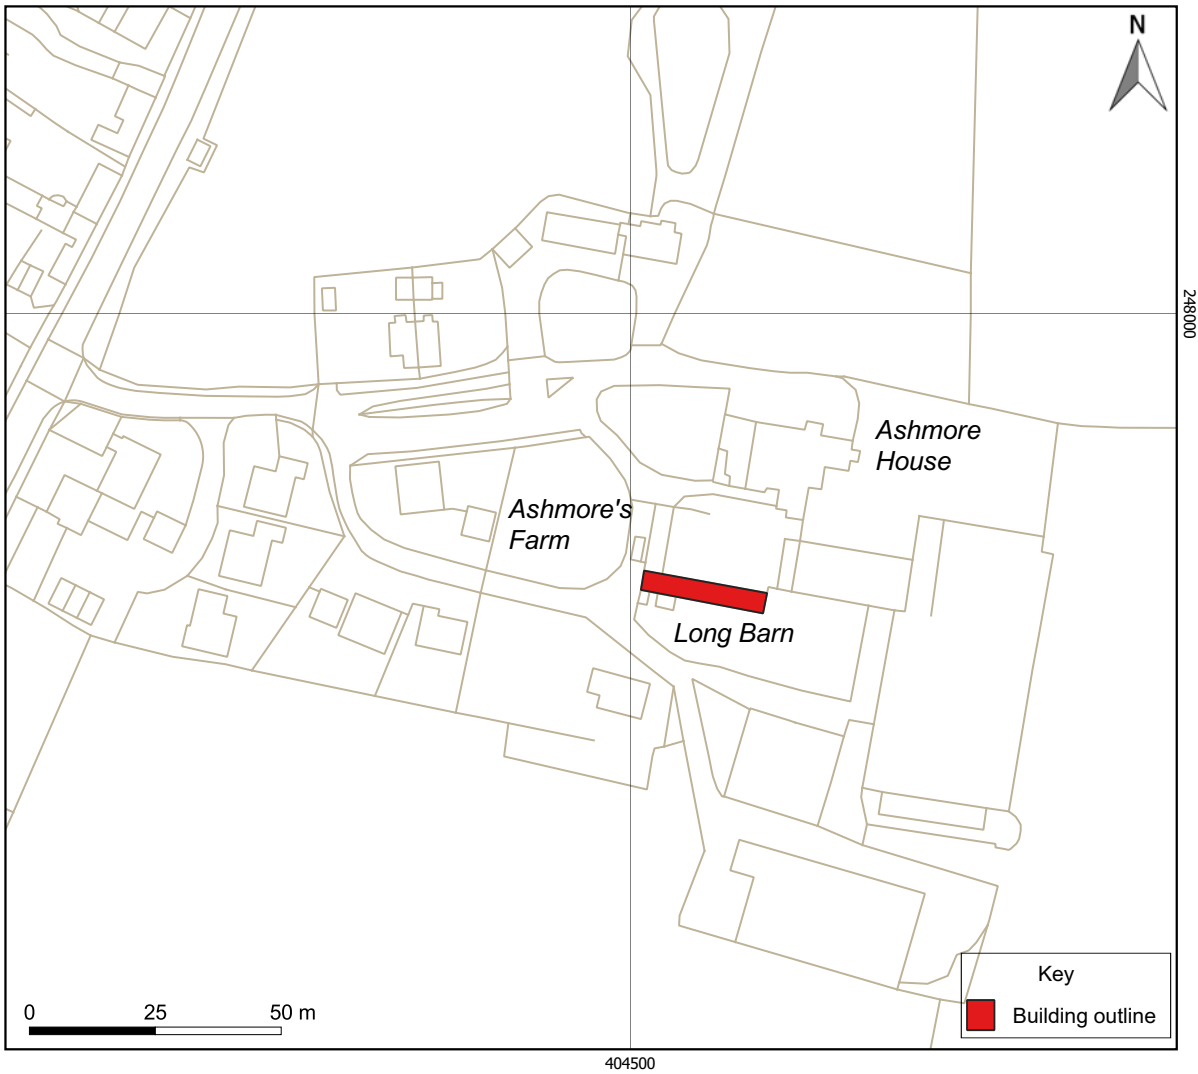 N
248000
Ashmore
House
Ashmore's
Farm
Long Barn
Key
Building outline
0 25 50 m
404500